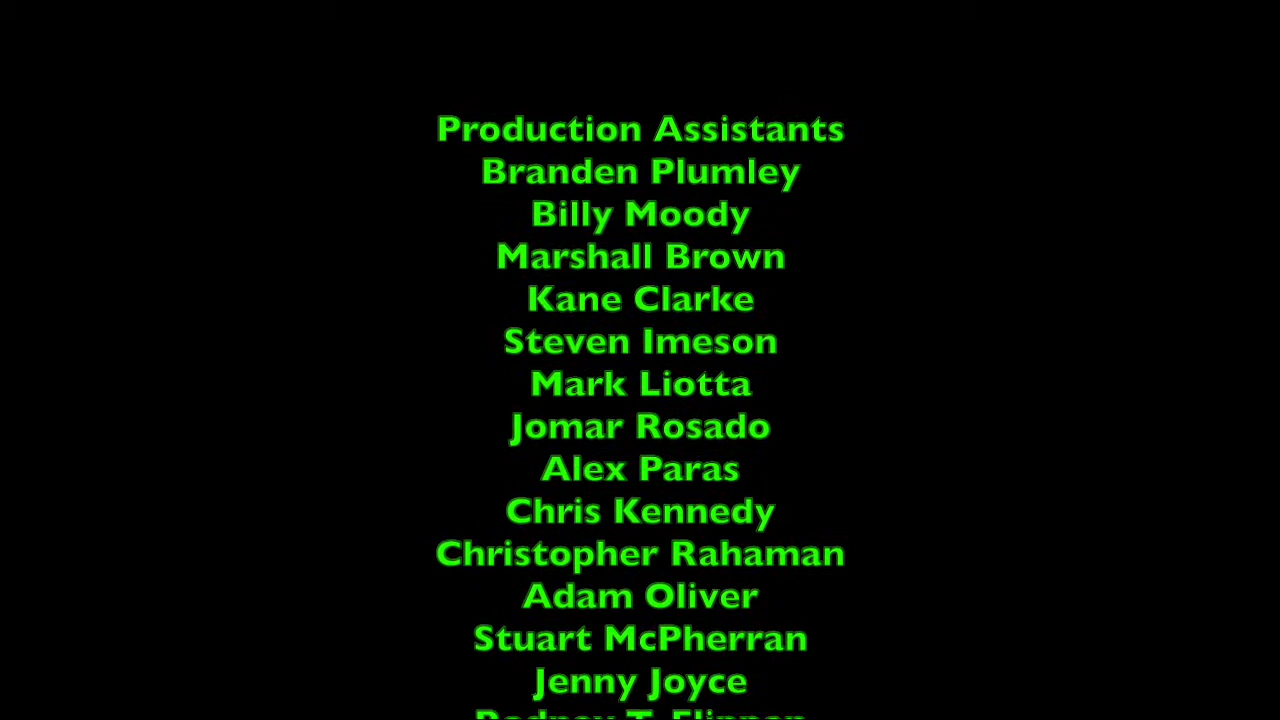 Production Assistants
Branden Plumley
Billy Moody
Marshall Brown
Kane Clarke
Steven Imeson
Mark Liotta
Jomar Rosado
Alex Paras
Chris Kennedy
Christopher Rahaman
Adam Oliver
Stuart McPherran
Jenny Joyce
Rodney T.